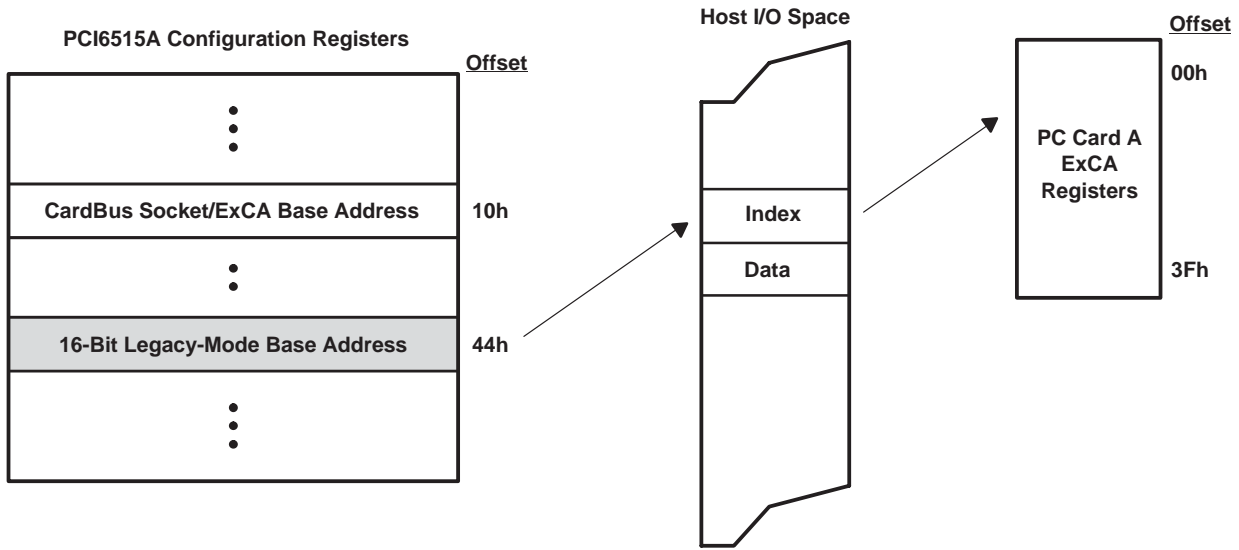 PCI6515A Configuration Registers
Offset
CardBus Socket/ExCA Base Address
10h
16-Bit Legacy-Mode Base Address
44h
Host I/O Space
Index
Data
Offset
00h
PC Card A
ExCA
Registers
3Fh